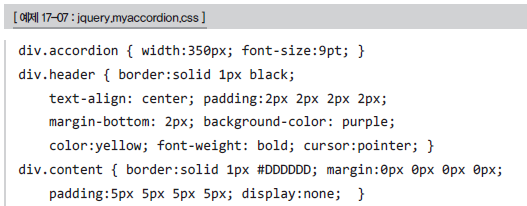 [ 예제 17-07 : jquery.myaccordion.css ]
div.accordion { width:350px; font-size:9pt; }
div.header { border:solid 1px black;
text-align: center; padding:2px 2px 2px 2px;
margin-bottom: 2px; background-color: purple;
color:yellow; font-weight: bold; cursor:pointer; }
div.content { border:solid 1px #DDDDDD; margin:0px 0px 0px 0px;
padding:5px 5px 5px 5px; display:none;  }